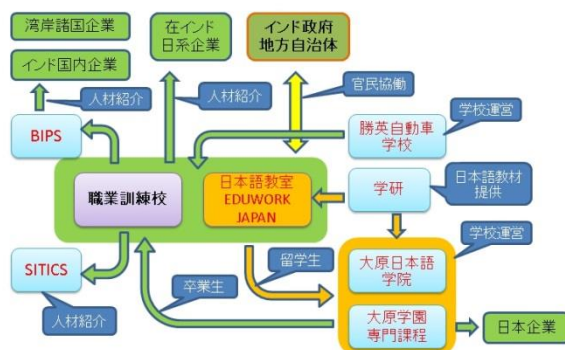 湾岸諸国企業
インド国内企業
在インド
日系企業
インド政府
地方自治体
人材紹介
人材紹介
官民協働
学校運営
BIPS
勝英自動車
学校
職業訓練校
日本語教室
EDUWORK
JAPAN
学研
日本語教材
提供
学校運営
SITICS
人材紹介
卒業生
留学生
大原日本語
学院
大原学園
専門課程
日本企業